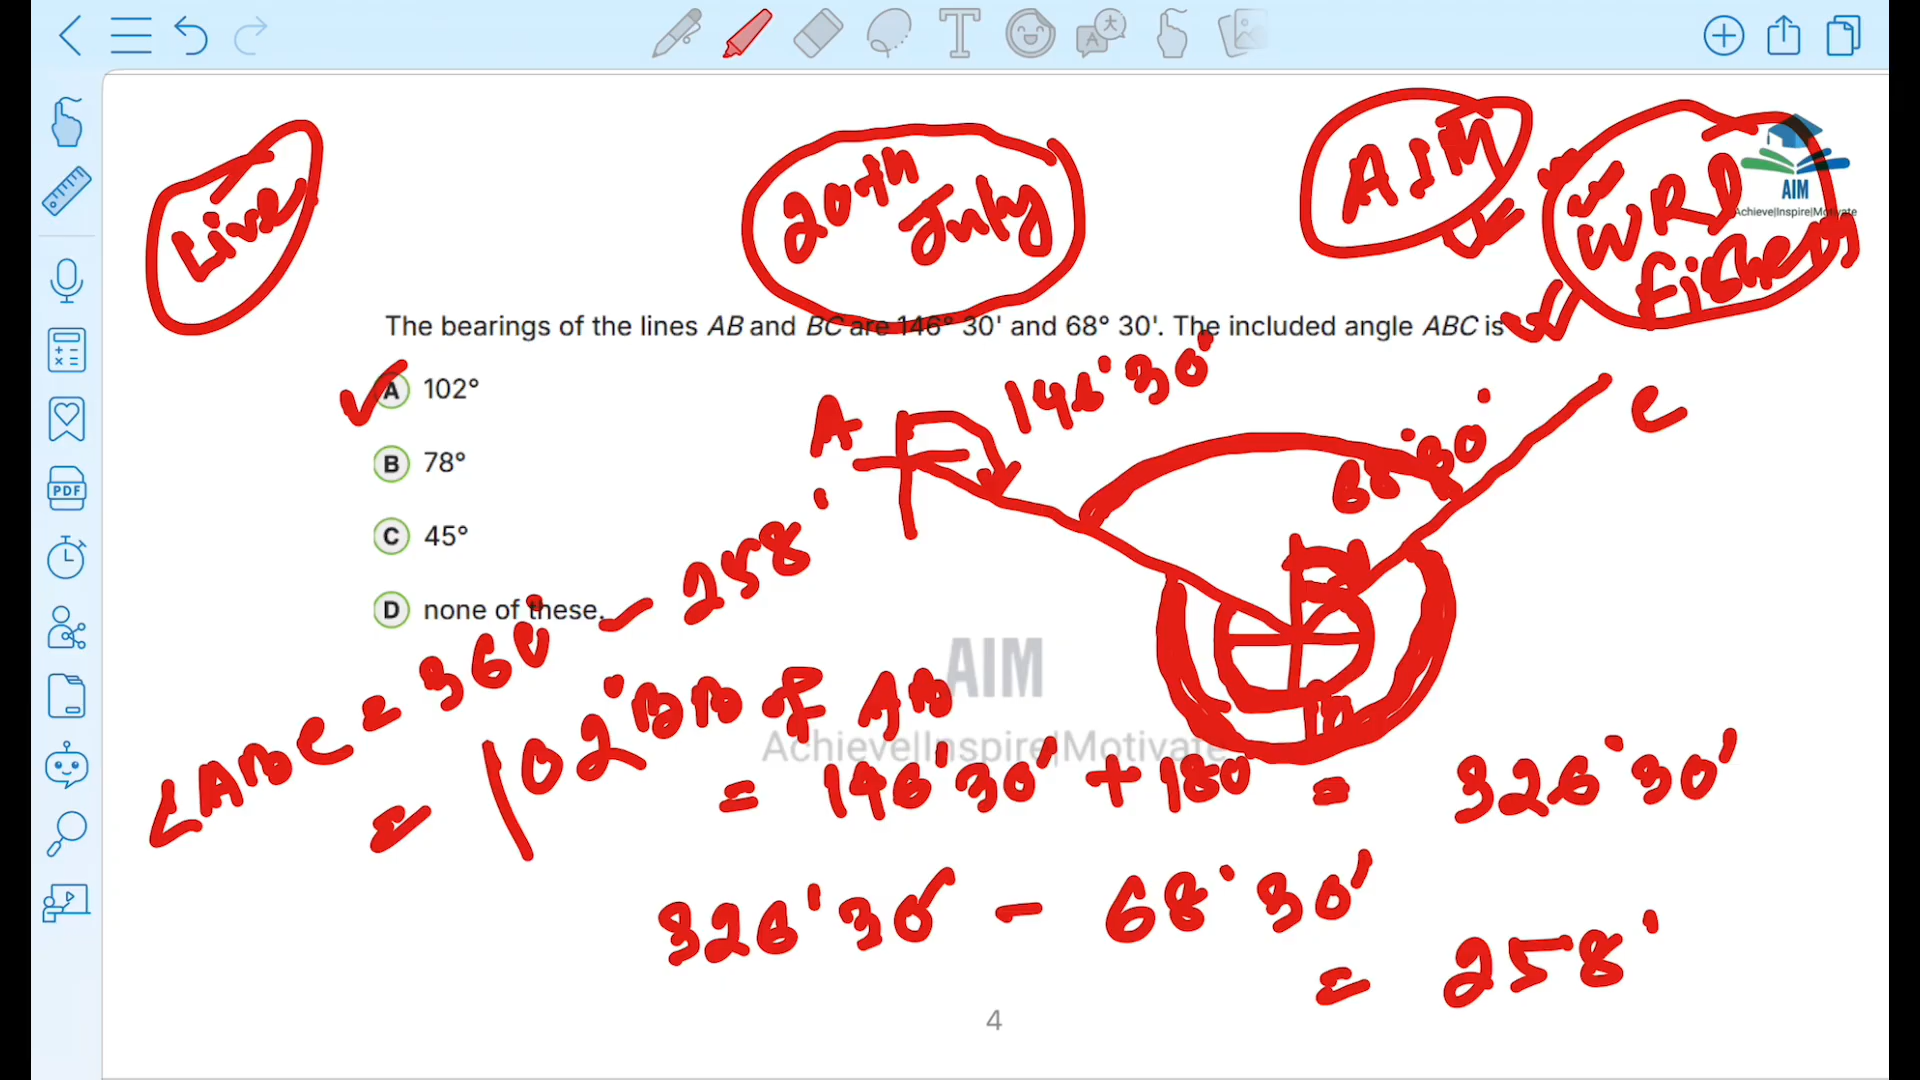 Live
20th
July
AIM
WRD
Fishery
AIM
Achieve|Inspire|Motivate
The bearings of the lines AB and BC are 146° 30' and 68° 30'. The included angle ABC is
A 102°
B 78°
C 45°
D none of these.
A
146°30'
68°30'
C
∠ABC = 360° - 258°
= 102°
BB of AB
= 146°30' + 180 = 326°30'
326°30' - 68°30'
= 258°
AIM
Achieve|Inspire|Motivate
PDF
4